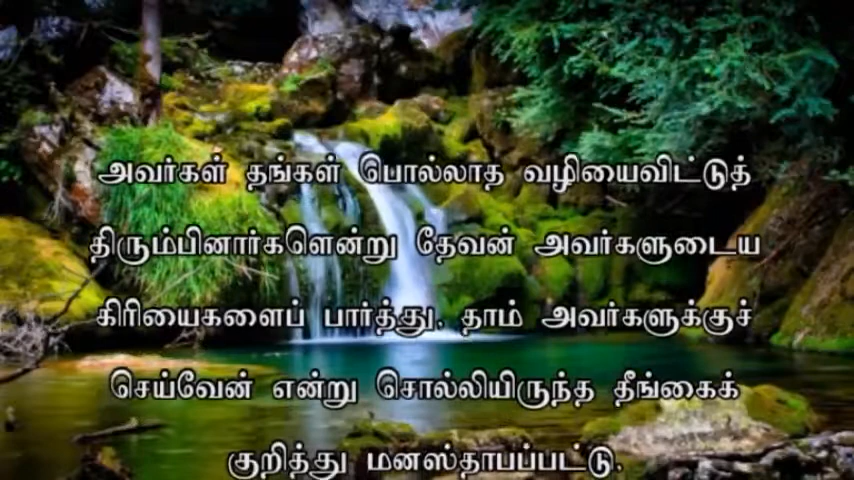 அவர்கள் தங்கள் பொல்லாத வழியைவிட்டுத்
திரும்பினார்களென்று தேவன் அவர்களுடைய
கிரியைகளைப் பார்த்து, தாம் அவர்களுக்குச்
செய்வேன் என்று சொல்லியிருந்த தீங்கைக்
குறித்து மனஸ்தாபப்பட்டு,